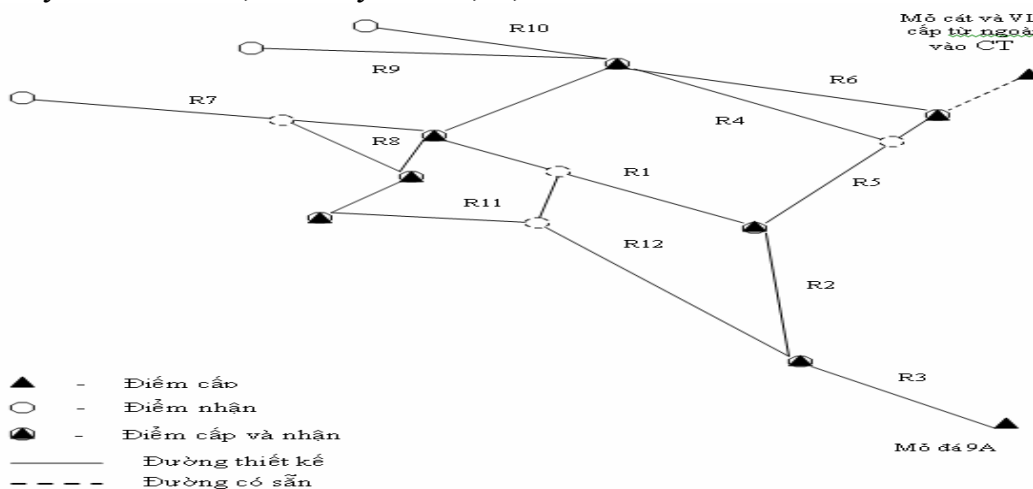 R10
Mỏ cát và VL
cấp từ ngoài
vào CT
R9
R6
R7
R4
R8
R1
R5
R11
R12
R2
R3
Mỏ đá 9A
- Điểm cấp
- Điểm nhận
- Điểm cấp và nhận
Đường thiết kế
Đường có sẵn